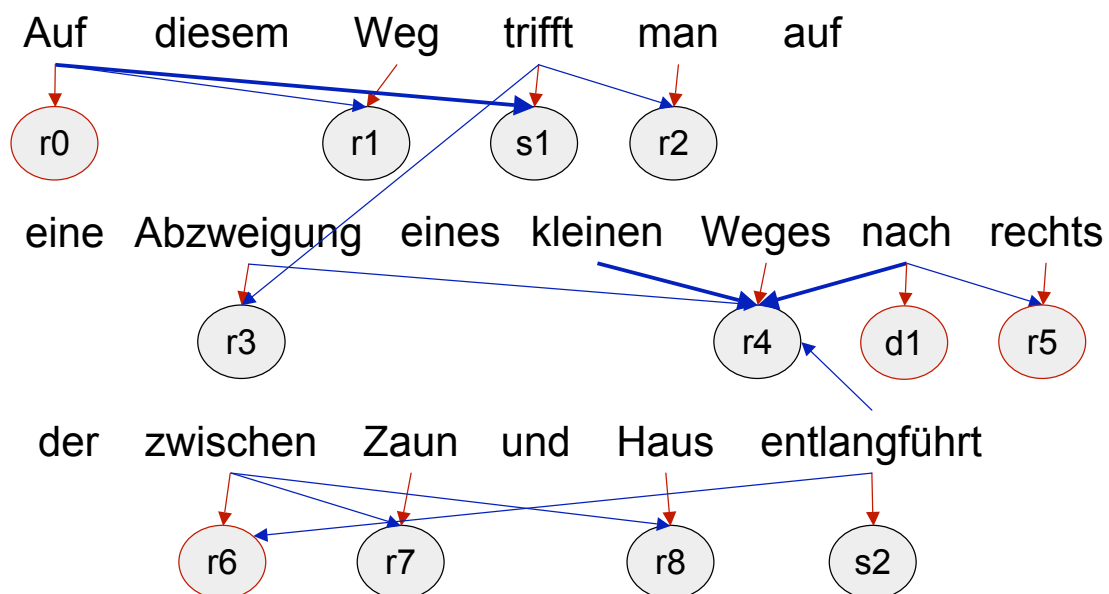 Auf diesem Weg trifft man auf
r0 r1 s1 r2
eine Abzweigung eines kleinen Weges nach rechts
r3 r4 d1 r5
der zwischen Zaun und Haus entlangführt
r6 r7 r8 s2